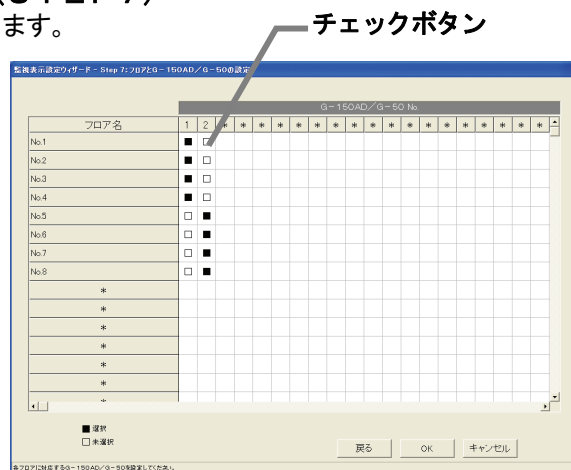 ます。
チェックボタン
監視表示設定ウィザード - Step 7: フロアとG-150AD/G-50の設定
G-150AD/G-50 No.
フロア名 1 2 * * * * * * * * * * * * * * * * * *
No.1 ■ □
No.2 ■ □
No.3 ■ □
No.4 ■ □
No.5 □ ■
No.6 □ ■
No.7 □ ■
No.8 □ ■
*
*
*
*
*
*
*
■ 選択
□ 未選択
戻る OK キャンセル
各フロアに対応するG-150AD/G-50を設定してください。